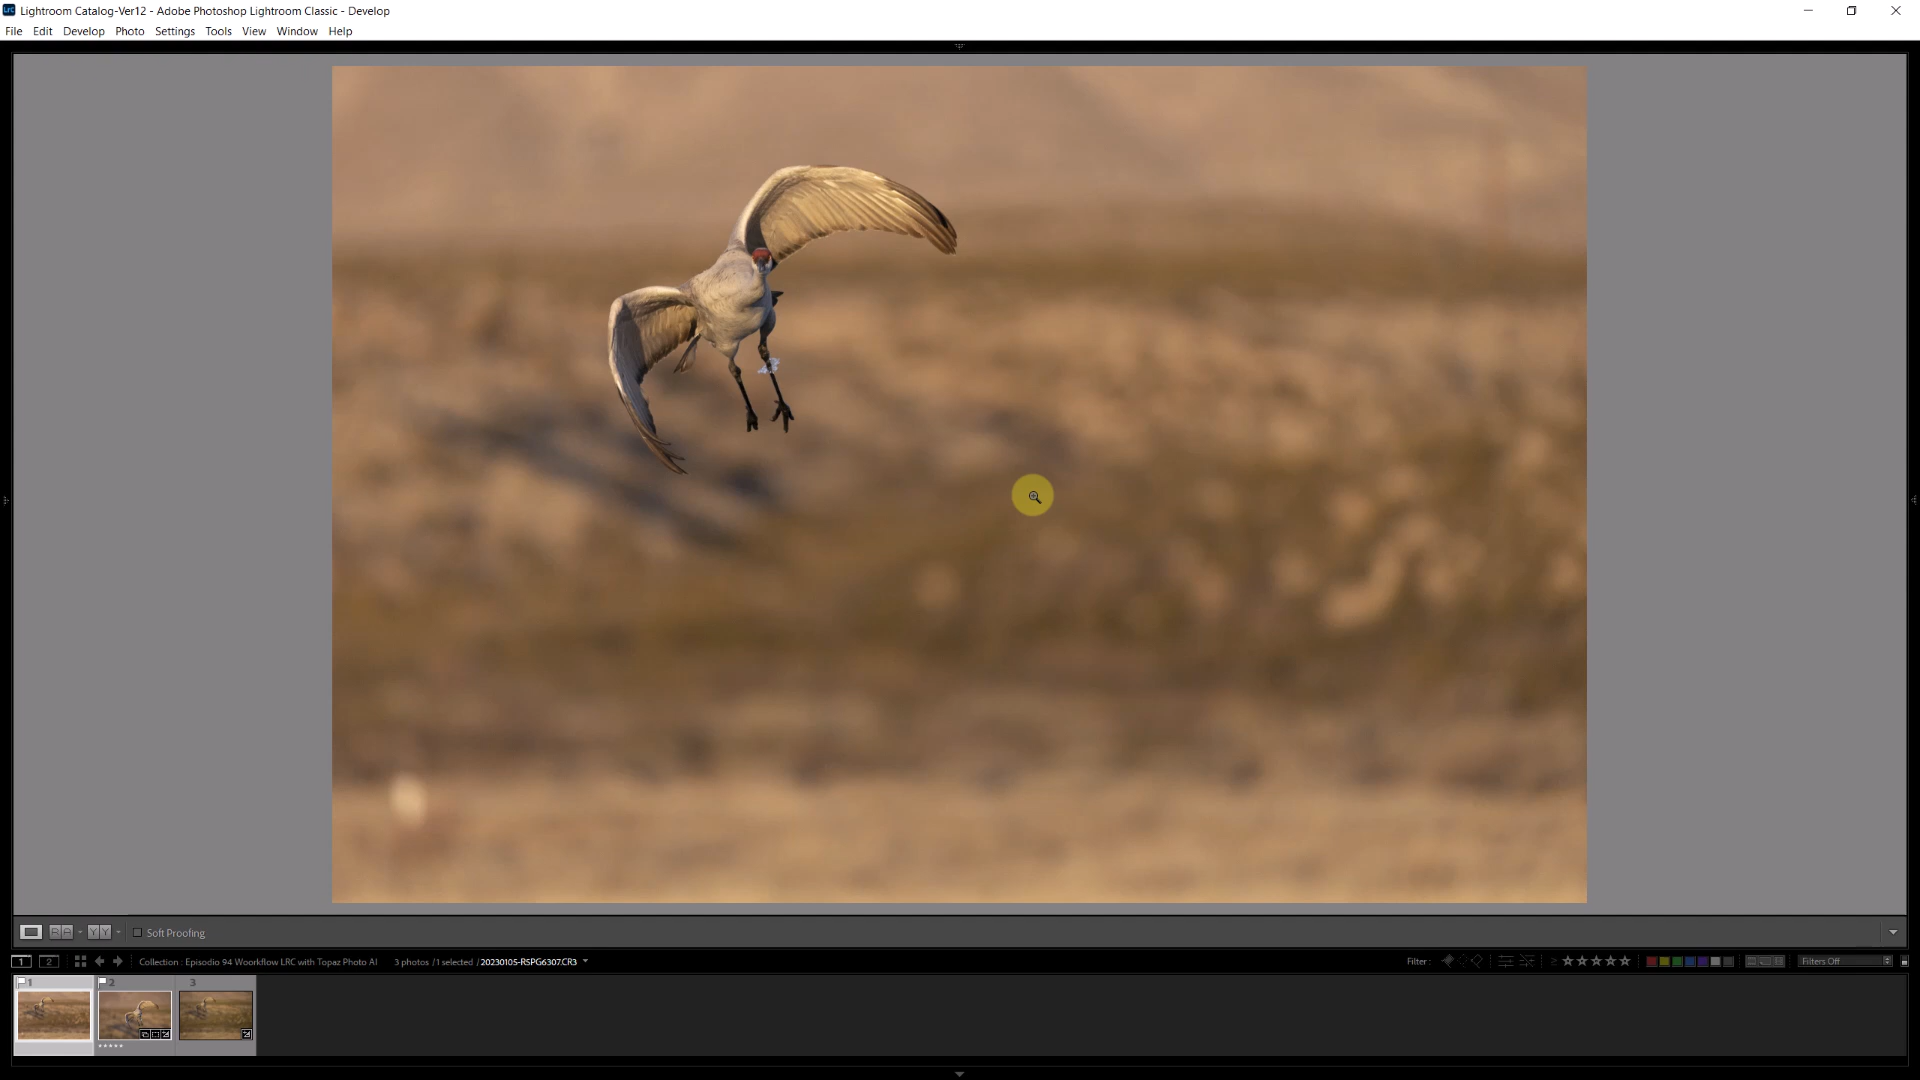 Lrc Lightroom Catalog-Ver12 - Adobe Photoshop Lightroom Classic - Develop
File Edit Develop Photo Settings Tools View Window Help
R A Y Y Soft Proofing
1 2 Collection : Episodio 94 Woorkflow LRC with Topaz Photo AI 3 photos / 1 selected / 20230105-RSPG6307.CR3 Filter : Filters Off
1 2 3